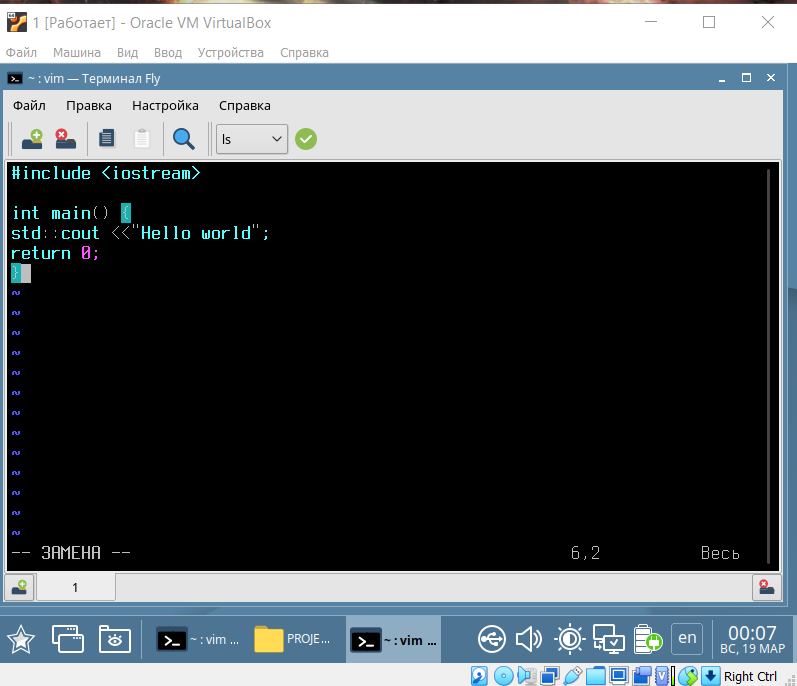 1 [Работает] - Oracle VM VirtualBox
Файл Машина Вид Ввод Устройства Справка
~ : vim — Терминал Fly
Файл Правка Настройка Справка
ls
#include <iostream>
int main() {
std::cout <<"Hello world";
return 0;
}
~
~
~
~
~
~
~
~
~
~
~
~
~
-- ЗАМЕНА -- 6,2 Весь
1
~ : vim ... PROJE... ~ : vim ... en 00:07
ВС, 19 МАР
Right Ctrl